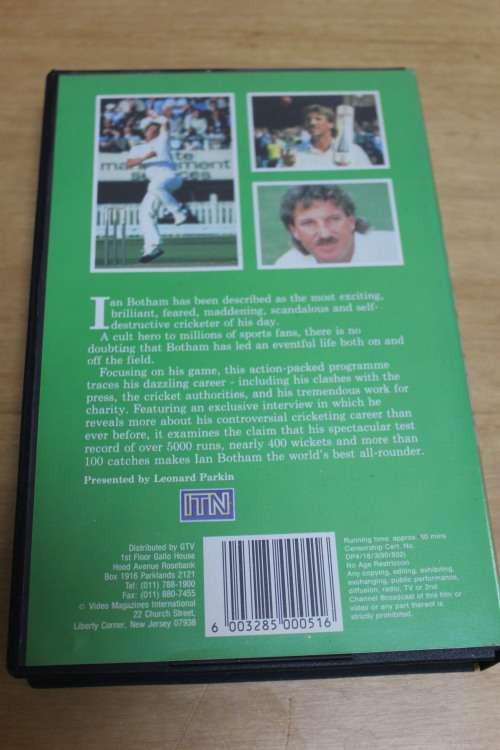 Ian Botham has been described as the most exciting,
brilliant, feared, maddening, scandalous and self-
destructive cricketer of his day.
A cult hero to millions of sports fans, there is no
doubting that Botham has led an eventful life both on and
off the field.
Focusing on his game, this action-packed programme
traces his dazzling career - including his clashes with the
press, the cricket authorities, and his tremendous work for
charity. Featuring an exclusive interview in which he
reveals more about his controversial cricketing career than
ever before, it examines the claim that his spectacular test
record of over 5000 runs, nearly 400 wickets and more than
100 catches makes Ian Botham the world's best all-rounder.
Presented by Leonard Parkin
ITN
Distributed by GTV
1st Floor Gallo House
Hood Avenue Rosebank
Box 1916 Parklands 2121
Tel: (011) 788-1900
Fax: (011) 880-7455
© Video Magazines International
22 Church Street,
Liberty Corner, New Jersey 07938
6 003285 000516
Running time: approx. 50 mins
Censorship Cert. No.
No Age Restriction
Any copying, editing, exhibiting,
exchanging, public performance,
diffusion, radio, TV or 2nd
Channel Broadcast of this film or
video or any part thereof is
strictly prohibited.